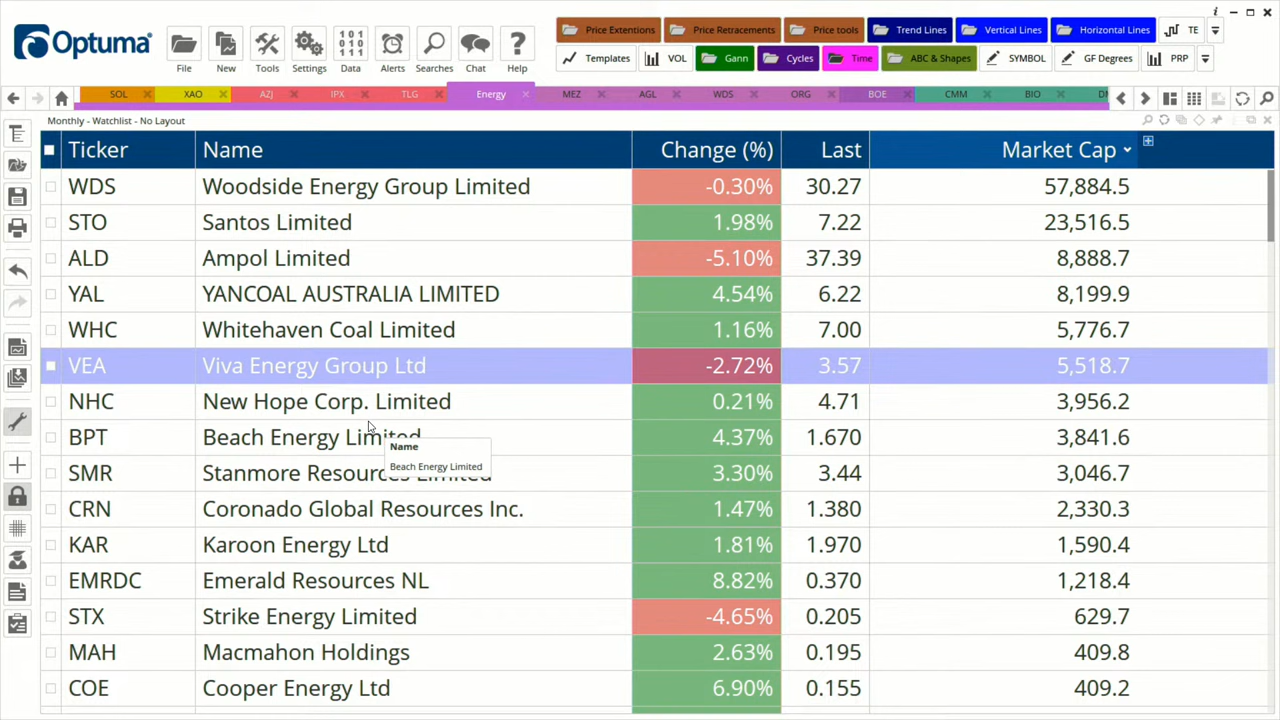 Optuma
File
New
Tools
Settings
101
010
101
Data
Alerts
Searches
Chat
Help
Price Extentions
Price Retracements
Price tools
Trend Lines
Vertical Lines
Horizontal Lines
TE
Templates
VOL
Gann
Cycles
Time
ABC & Shapes
SYMBOL
GF Degrees
PRP
SOL
XAO
AZJ
IPX
TLG
Energy
MEZ
AGL
WDS
ORG
BOE
CMM
BIO
Monthly - Watchlist - No Layout
Ticker Name Change (%) Last Market Cap
WDS Woodside Energy Group Limited -0.30% 30.27 57,884.5
STO Santos Limited 1.98% 7.22 23,516.5
ALD Ampol Limited -5.10% 37.39 8,888.7
YAL YANCOAL AUSTRALIA LIMITED 4.54% 6.22 8,199.9
WHC Whitehaven Coal Limited 1.16% 7.00 5,776.7
VEA Viva Energy Group Ltd -2.72% 3.57 5,518.7
NHC New Hope Corp. Limited 0.21% 4.71 3,956.2
BPT Beach Energy Limited 4.37% 1.670 3,841.6
Name
Beach Energy Limited
SMR Stanmore Resources Limited 3.30% 3.44 3,046.7
CRN Coronado Global Resources Inc. 1.47% 1.380 2,330.3
KAR Karoon Energy Ltd 1.81% 1.970 1,590.4
EMRDC Emerald Resources NL 8.82% 0.370 1,218.4
STX Strike Energy Limited -4.65% 0.205 629.7
MAH Macmahon Holdings 2.63% 0.195 409.8
COE Cooper Energy Ltd 6.90% 0.155 409.2